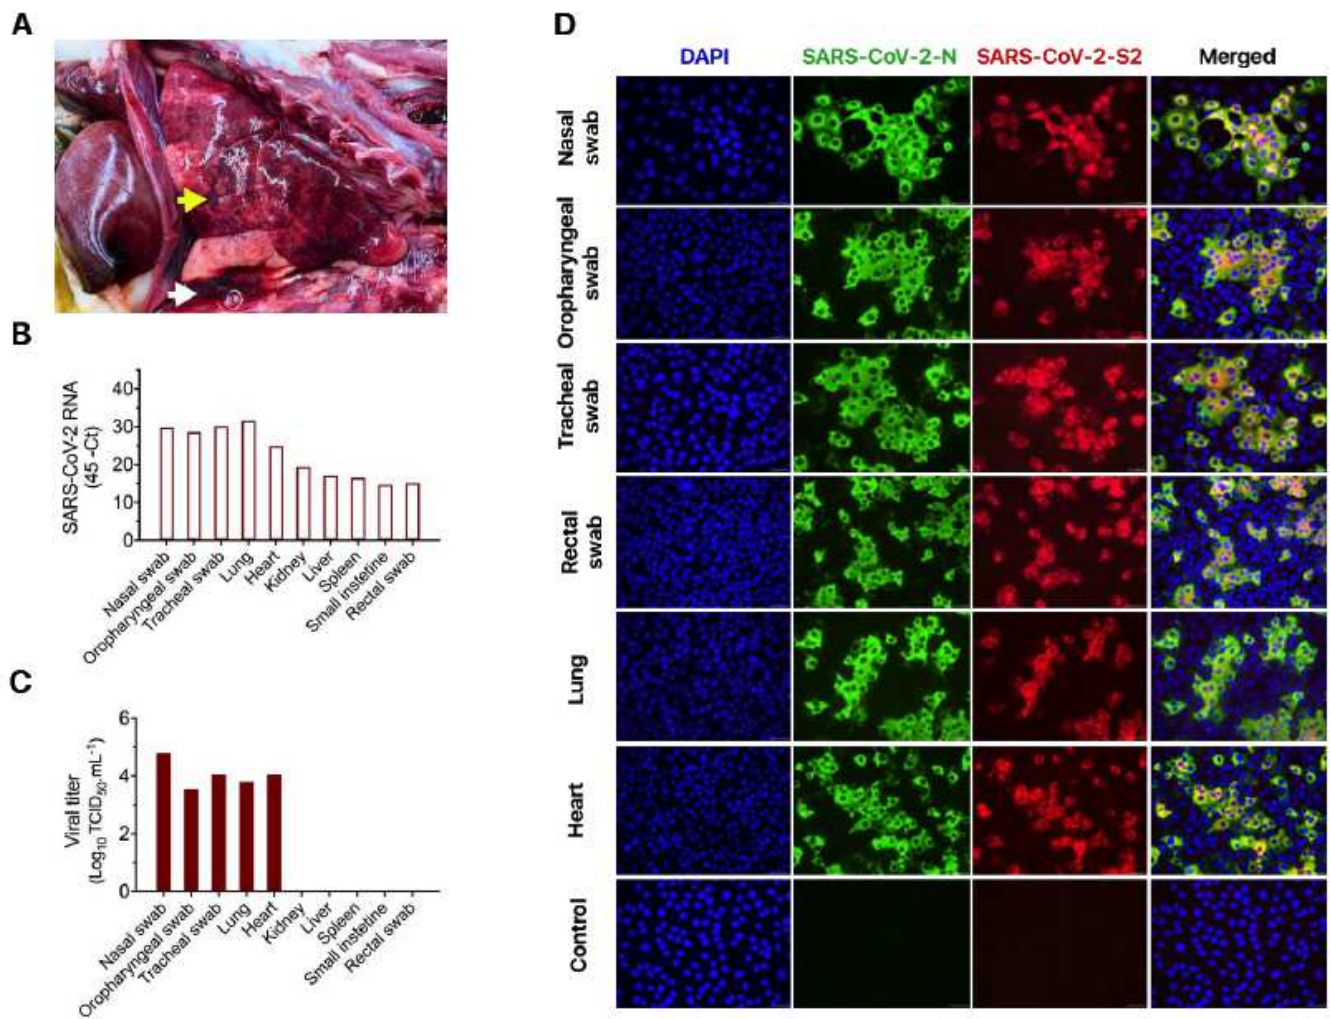 A
B
40
30
20
10
0
SARS-CoV-2 RNA
(45 -Ct)
Nasal swab
Oropharyngeal swab
Tracheal swab
Lung
Heart
Kidney
Liver
Spleen
Small instetine
Rectal swab
C
6
4
2
0
Viral titer
(Log10 TCID50.mL-1)
Nasal swab
Oropharyngeal swab
Tracheal swab
Lung
Heart
Kidney
Liver
Spleen
Small instetine
Rectal swab
D
DAPI
SARS-CoV-2-N
SARS-CoV-2-S2
Merged
Nasal
swab
Oropharyngeal
swab
Tracheal
swab
Rectal
swab
Lung
Heart
Control